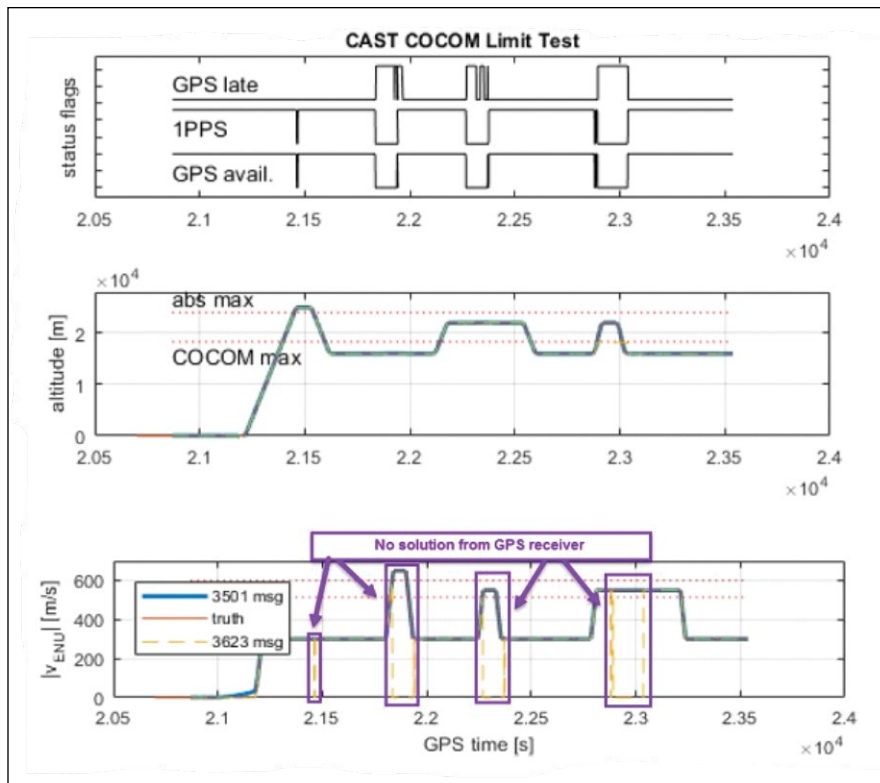 CAST COCOM Limit Test
status flags
GPS late
1PPS
GPS avail.
2.05 2.1 2.15 2.2 2.25 2.3 2.35 2.4
×10⁴
×10⁴
altitude [m]
abs max
2
COCOM max
1
0
2.05 2.1 2.15 2.2 2.25 2.3 2.35 2.4
×10⁴
No solution from GPS receiver
|v_ENU| [m/s]
600
400
200
0
3501 msg
truth
3623 msg
2.05 2.1 2.15 2.2 2.25 2.3 2.35 2.4
GPS time [s]
×10⁴